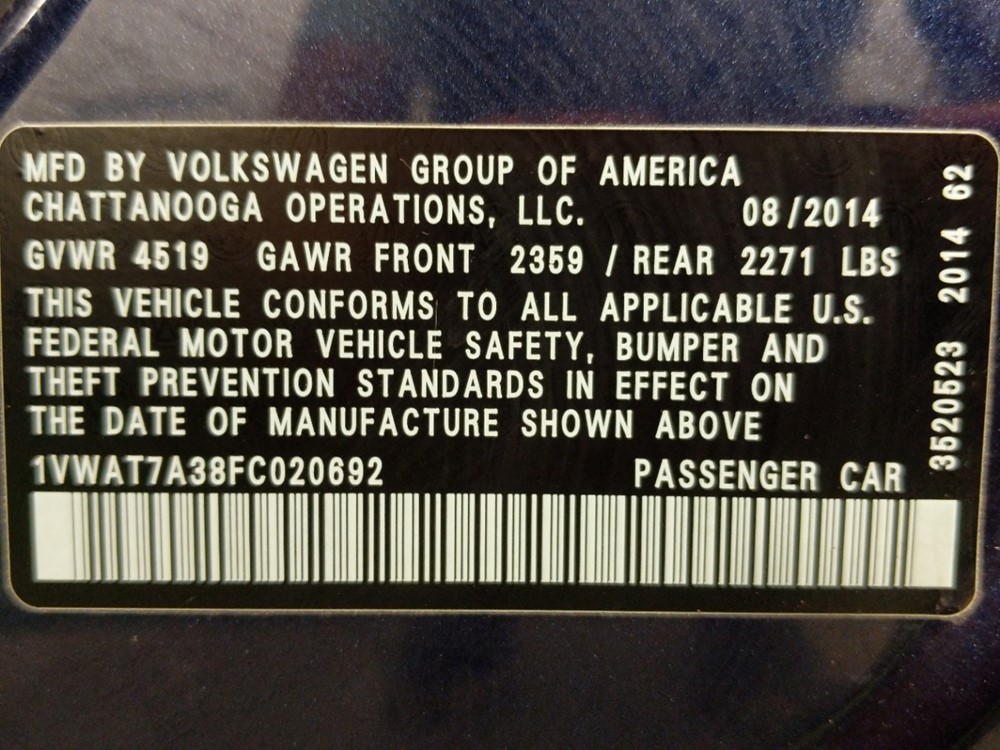 MFD BY VOLKSWAGEN GROUP OF AMERICA
CHATTANOOGA OPERATIONS, LLC. 08/2014
GVWR 4519 GAWR FRONT 2359 / REAR 2271 LBS
THIS VEHICLE CONFORMS TO ALL APPLICABLE U.S.
FEDERAL MOTOR VEHICLE SAFETY, BUMPER AND
THEFT PREVENTION STANDARDS IN EFFECT ON
THE DATE OF MANUFACTURE SHOWN ABOVE
1VWAT7A38FC020692 PASSENGER CAR
3520523 2014 62